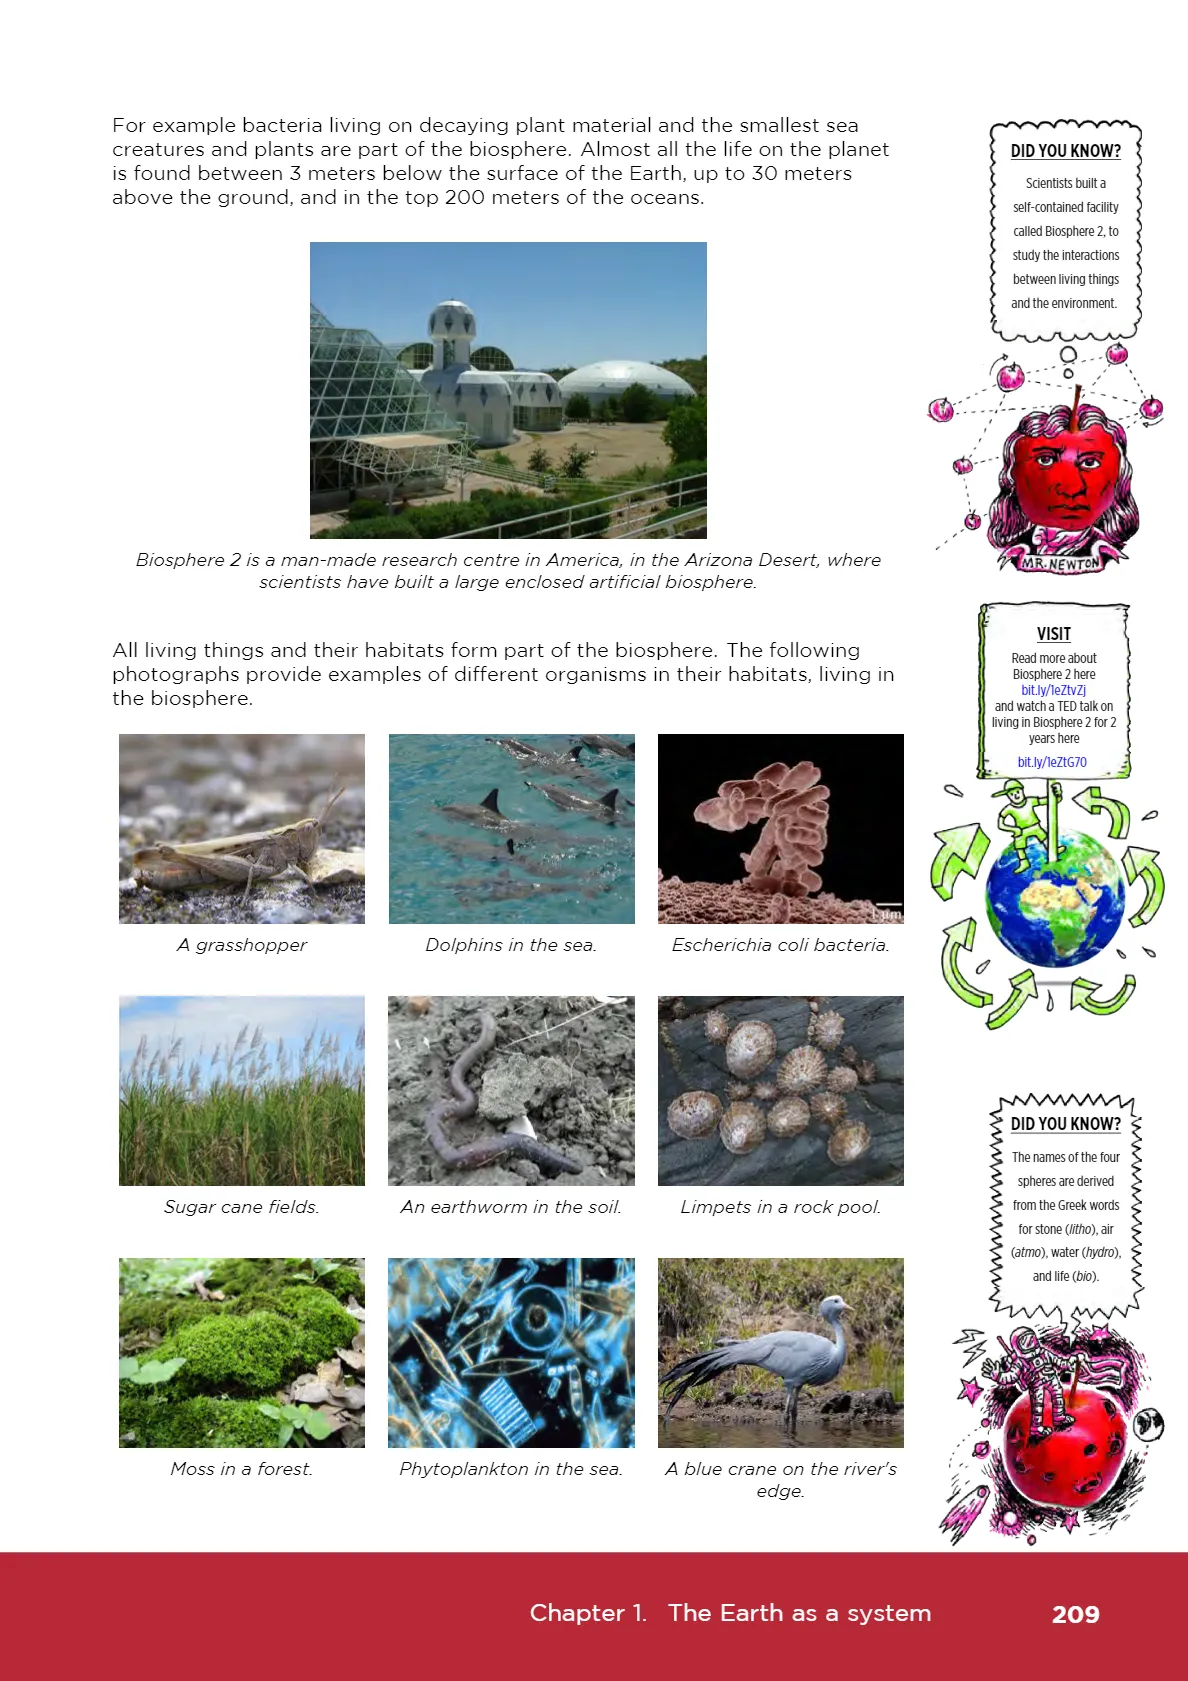 For example bacteria living on decaying plant material and the smallest sea
creatures and plants are part of the biosphere. Almost all the life on the planet
is found between 3 meters below the surface of the Earth, up to 30 meters
above the ground, and in the top 200 meters of the oceans.
Biosphere 2 is a man-made research centre in America, in the Arizona Desert, where
scientists have built a large enclosed artificial biosphere.
All living things and their habitats form part of the biosphere. The following
photographs provide examples of different organisms in their habitats, living in
the biosphere.
1 µm
A grasshopper
Dolphins in the sea.
Escherichia coli bacteria.
Sugar cane fields.
An earthworm in the soil.
Limpets in a rock pool.
Moss in a forest.
Phytoplankton in the sea.
A blue crane on the river's
edge.
DID YOU KNOW?
Scientists built a
self-contained facility
called Biosphere 2, to
study the interactions
between living things
and the environment.
MR. NEWTON
VISIT
Read more about
Biosphere 2 here
bit.ly/1eZtvZj
and watch a TED talk on
living in Biosphere 2 for 2
years here
bit.ly/1eZtG70
DID YOU KNOW?
The names of the four
spheres are derived
from the Greek words
for stone (litho), air
(atmo), water (hydro),
and life (bio).
Chapter 1. The Earth as a system
209